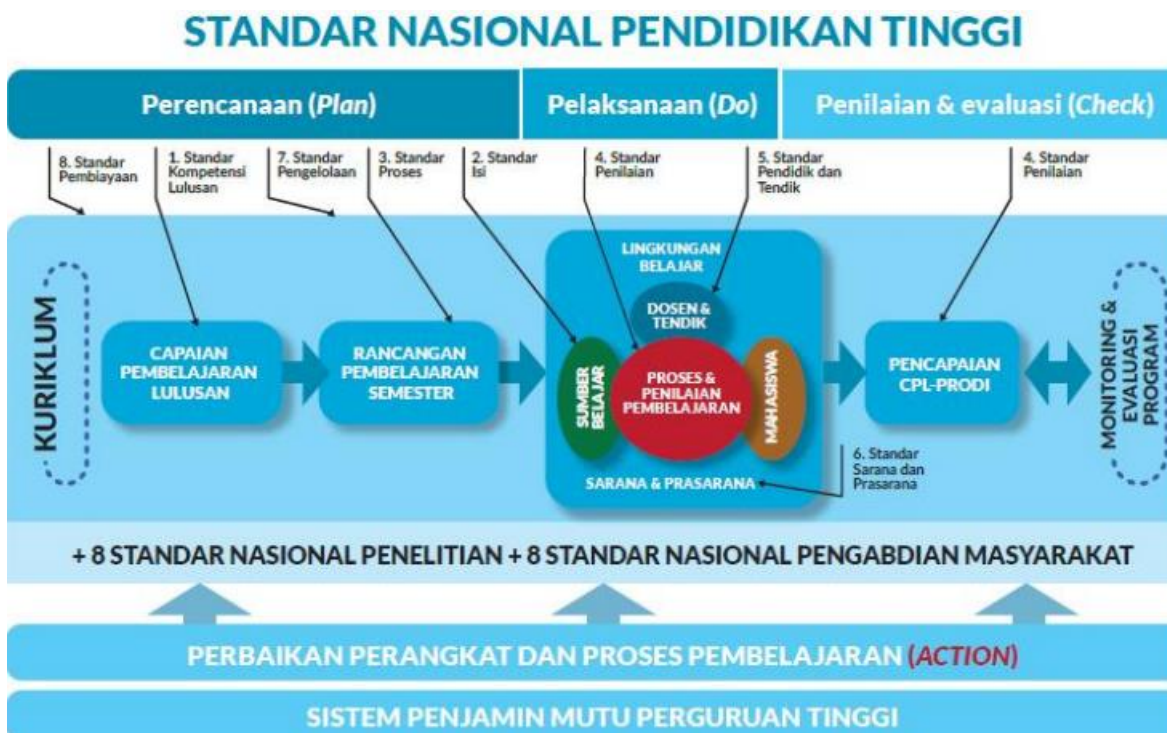 STANDAR NASIONAL PENDIDIKAN TINGGI
Perencanaan (Plan)
Pelaksanaan (Do)
Penilaian & evaluasi (Check)
8. Standar
Pembiayaan
1. Standar
Kompetensi
Lulusan
7. Standar
Pengelolaan
3. Standar
Proses
2. Standar
Isi
4. Standar
Penilaian
5. Standar
Pendidik dan
Tendik
4. Standar
Penilaian
KURIKLUM
CAPAIAN
PEMBELAJARAN
LULUSAN
RANCANGAN
PEMBELAJARAN
SEMESTER
LINGKUNGAN
BELAJAR
DOSEN &
TENDIK
SUMBER
BELAJAR
PROSES &
PENILAIAN
PEMBELAJARAN
MAHASISWA
SARANA & PRASARANA
PENCAPAIAN
CPL-PRODI
6. Standar
Sarana dan
Prasarana
MONITORING &
EVALUASI
PROGRAM
+ 8 STANDAR NASIONAL PENELITIAN + 8 STANDAR NASIONAL PENGABDIAN MASYARAKAT
PERBAIKAN PERANGKAT DAN PROSES PEMBELAJARAN (ACTION)
SISTEM PENJAMIN MUTU PERGURUAN TINGGI